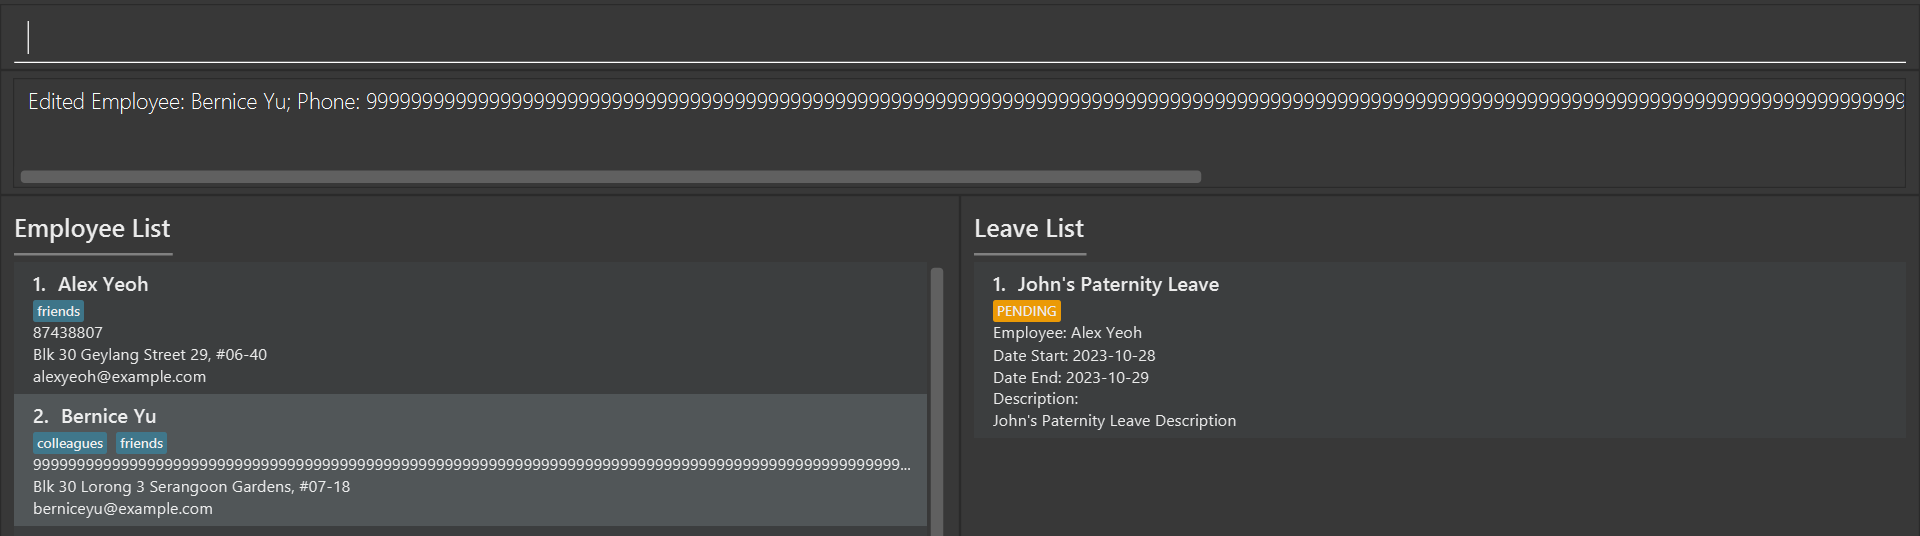 Edited Employee: Bernice Yu; Phone: 99999999999999999999999999999999999999999999999999999999999999999999999999999999999999999999999999999999999999999999999999999999999999999999
Employee List
1. Alex Yeoh
friends
87438807
Blk 30 Geylang Street 29, #06-40
alexyeoh@example.com
2. Bernice Yu
colleagues friends
9999999999999999999999999999999999999999999999999999999999999999999999999999999999999999999999999999...
Blk 30 Lorong 3 Serangoon Gardens, #07-18
berniceyu@example.com
Leave List
1. John's Paternity Leave
PENDING
Employee: Alex Yeoh
Date Start: 2023-10-28
Date End: 2023-10-29
Description:
John's Paternity Leave Description